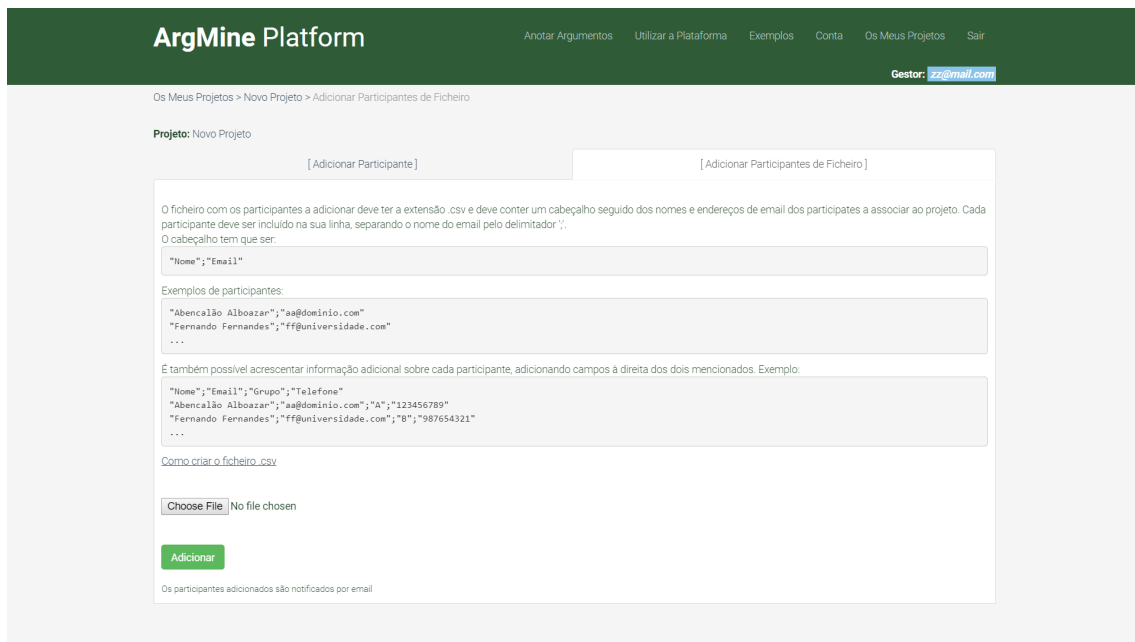 ArgMine Platform
Anotar Argumentos Utilizar a Plataforma Exemplos Conta Os Meus Projetos Sair
Gestor: zz@mail.com
Os Meus Projetos > Novo Projeto > Adicionar Participantes de Ficheiro
Projeto: Novo Projeto
[ Adicionar Participante ] [ Adicionar Participantes de Ficheiro ]
O ficheiro com os participantes a adicionar deve ter a extensão .csv e deve conter um cabeçalho seguido dos nomes e endereços de email dos participates a associar ao projeto. Cada
participante deve ser incluído na sua linha, separando o nome do email pelo delimitador ';'.
O cabeçalho tem que ser:
"Nome";"Email"
Exemplos de participantes:
"Abencalão Alboazar";"aa@dominio.com"
"Fernando Fernandes";"ff@universidade.com"
...
É também possível acrescentar informação adicional sobre cada participante, adicionando campos à direita dos dois mencionados. Exemplo:
"Nome";"Email";"Grupo";"Telefone"
"Abencalão Alboazar";"aa@dominio.com";"A";"123456789"
"Fernando Fernandes";"ff@universidade.com";"B";"987654321"
...
Como criar o ficheiro .csv
Choose File No file chosen
Adicionar
Os participantes adicionados são notificados por email